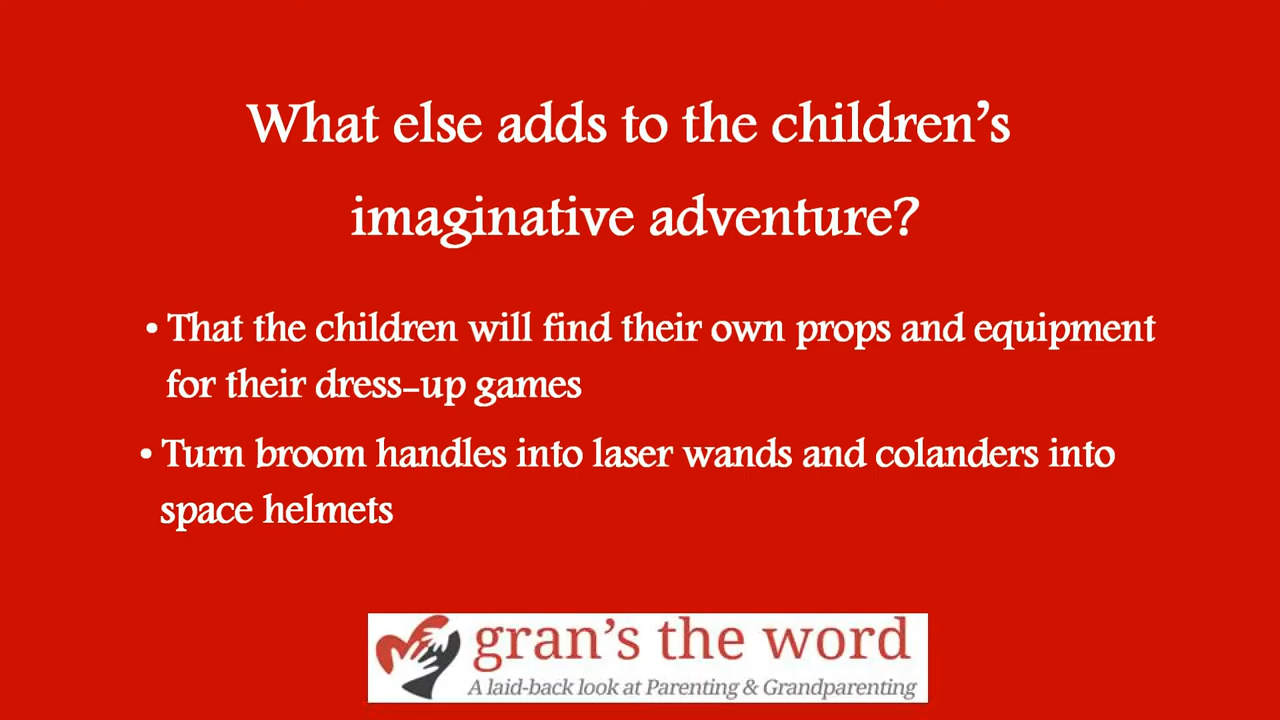 What else adds to the children's
imaginative adventure?
• That the children will find their own props and equipment
for their dress-up games
• Turn broom handles into laser wands and colanders into
space helmets
gran's the word
A laid-back look at Parenting & Grandparenting